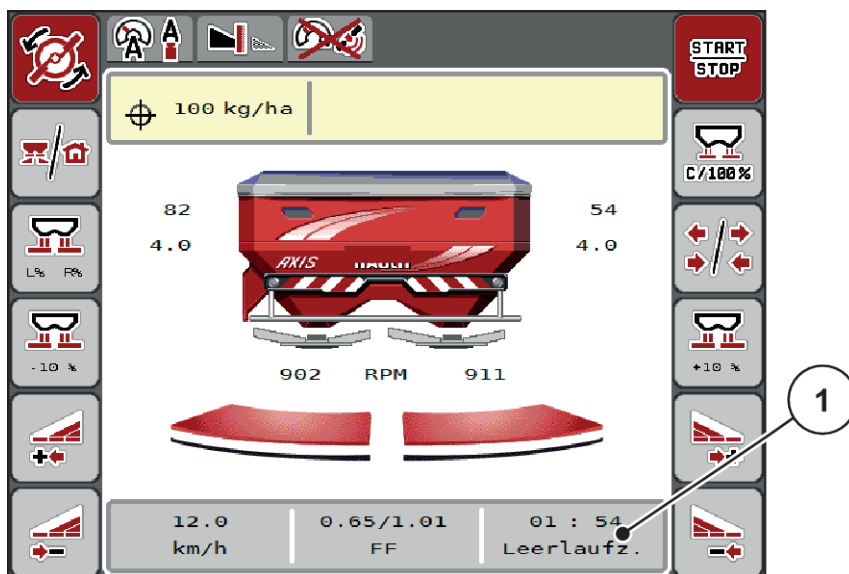 A A
START
STOP
100 kg/ha
C/100%
82 54
4.0 4.0
AXIS RAUCH
L% R%
-10 %
902 RPM 911
+10 %
1
12.0 0.65/1.01 01 : 54
km/h FF Leerlaufz.